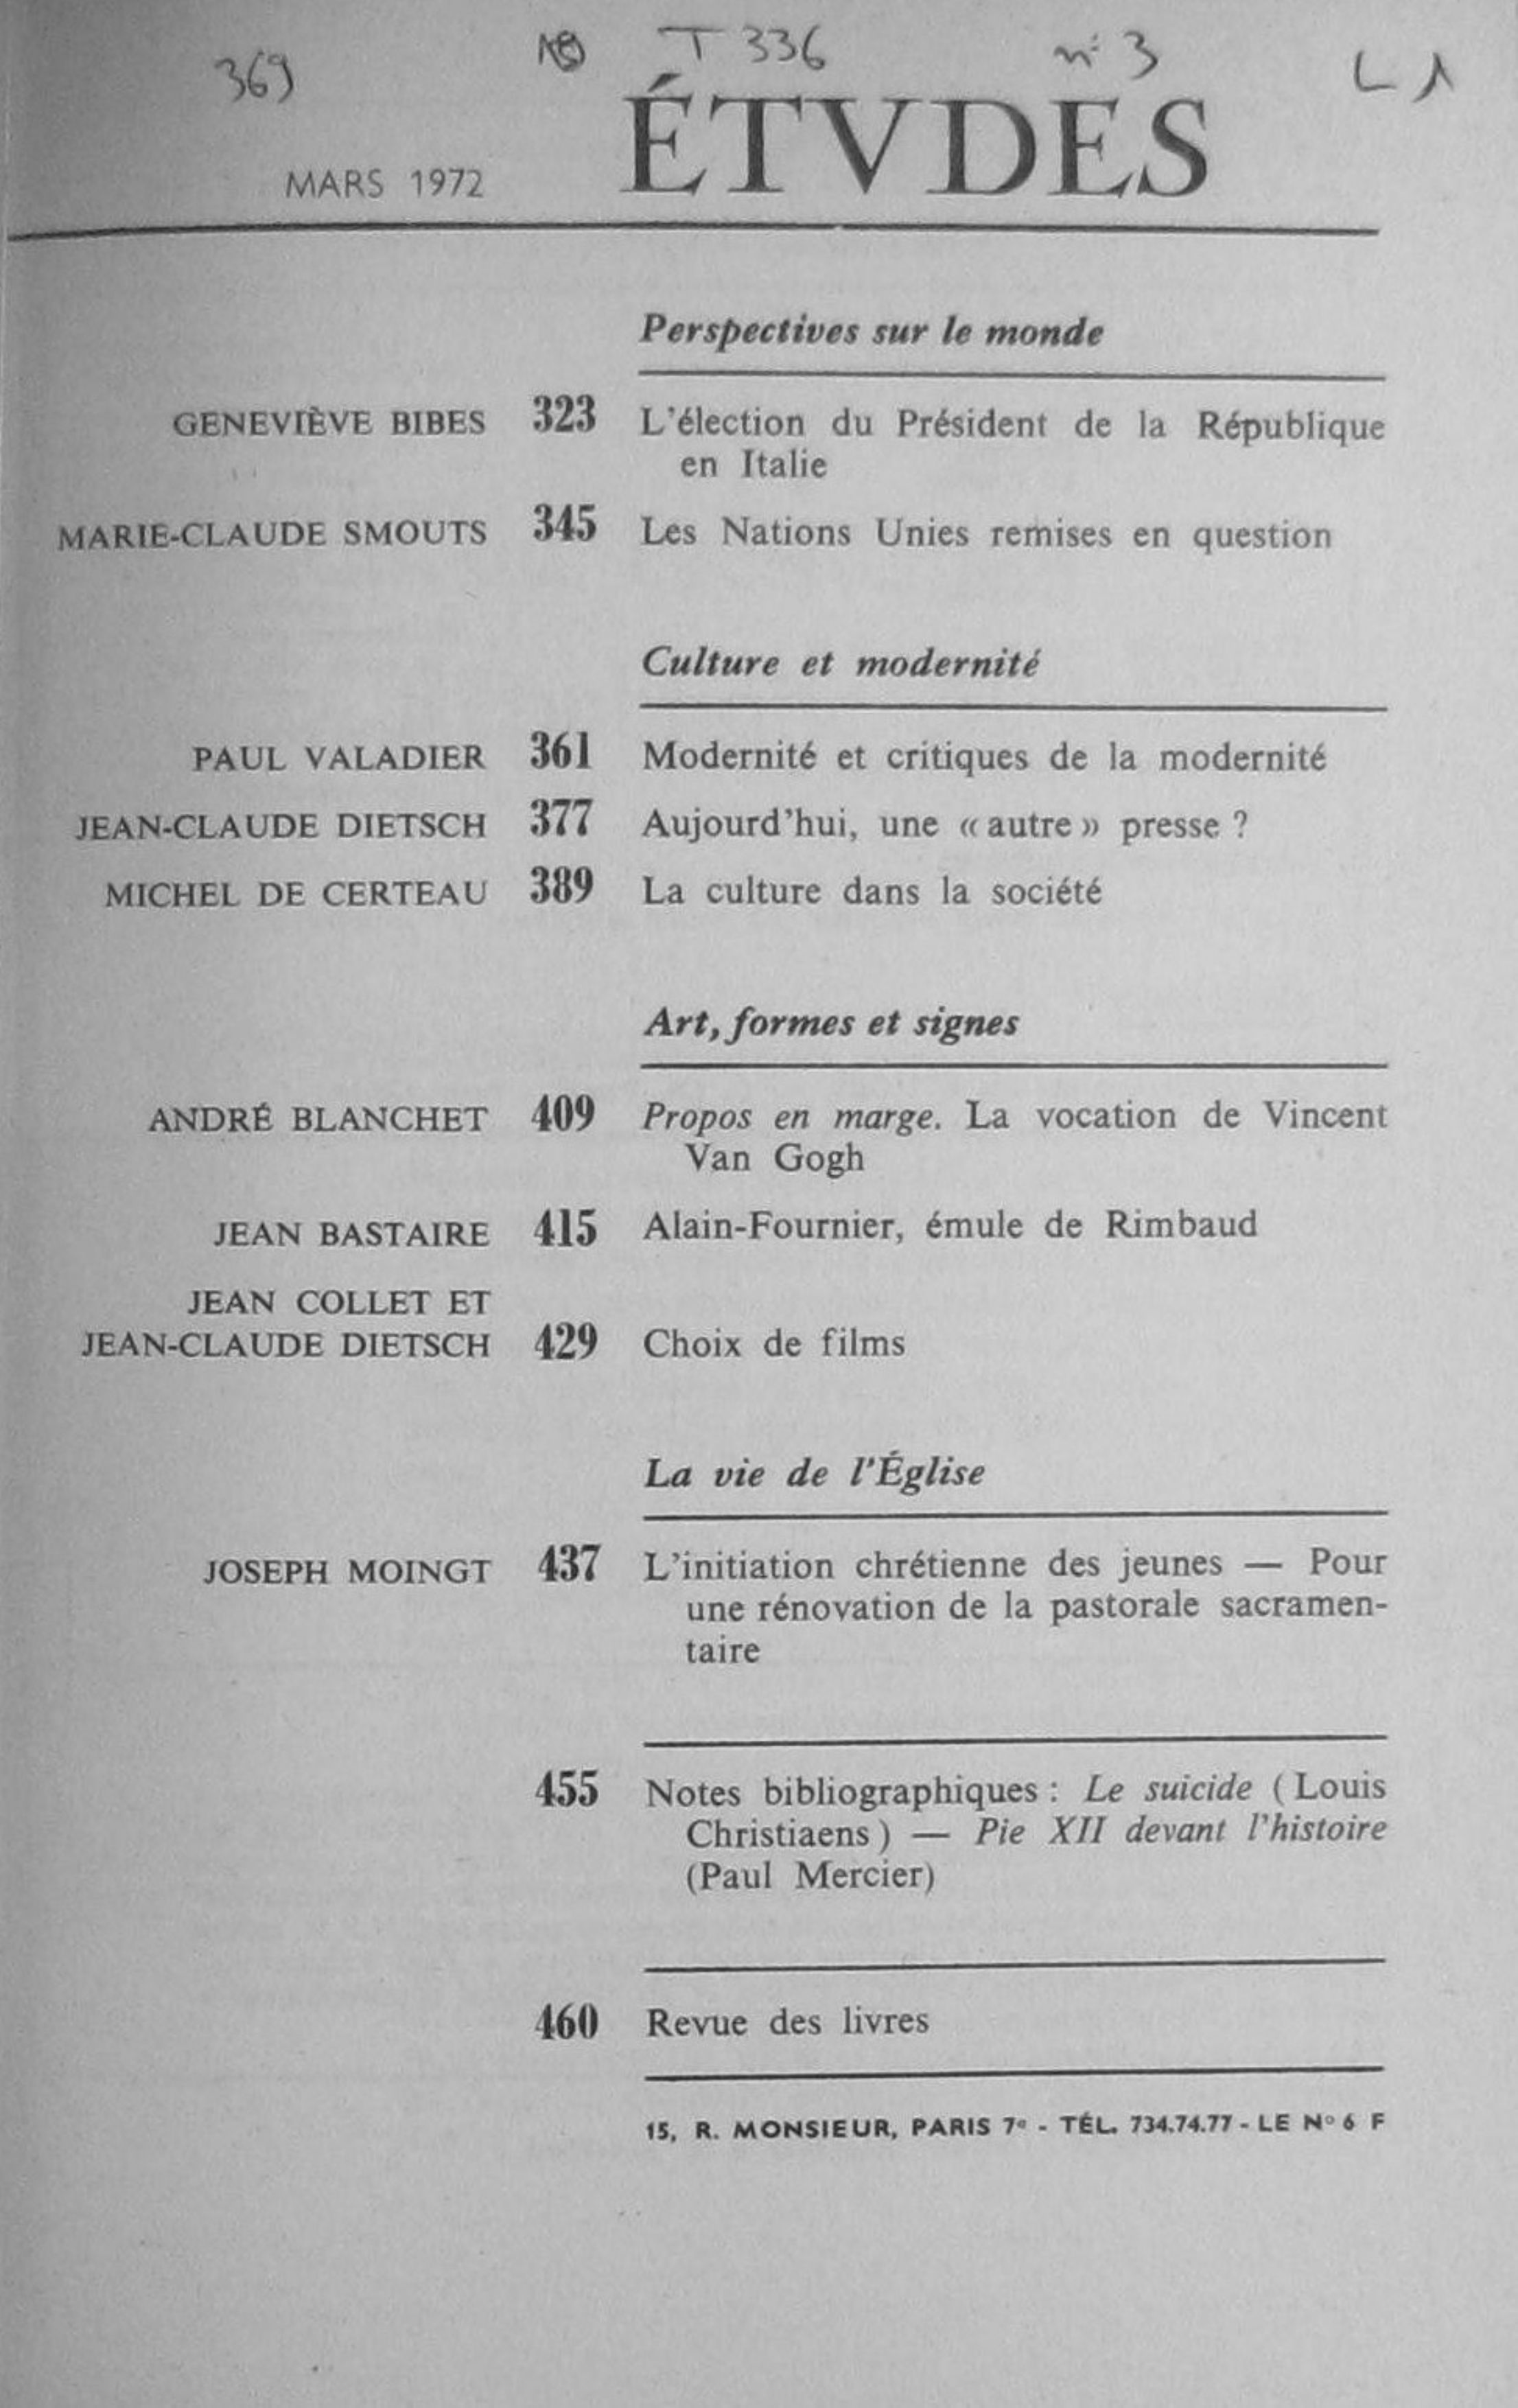 369 T 336 n° 3 L 1
MARS 1972 ÉTVDES
Perspectives sur le monde
GENEVIÈVE BIBES 323 L'élection du Président de la République
en Italie
MARIE-CLAUDE SMOUTS 345 Les Nations Unies remises en question
Culture et modernité
PAUL VALADIER 361 Modernité et critiques de la modernité
JEAN-CLAUDE DIETSCH 377 Aujourd'hui, une « autre » presse ?
MICHEL DE CERTEAU 389 La culture dans la société
Art, formes et signes
ANDRÉ BLANCHET 409 Propos en marge. La vocation de Vincent
Van Gogh
JEAN BASTAIRE 415 Alain-Fournier, émule de Rimbaud
JEAN COLLET ET
JEAN-CLAUDE DIETSCH 429 Choix de films
La vie de l'Église
JOSEPH MOINGT 437 L'initiation chrétienne des jeunes — Pour
une rénovation de la pastorale sacramen-
taire
455 Notes bibliographiques : Le suicide (Louis
Christiaens) — Pie XII devant l'histoire
(Paul Mercier)
460 Revue des livres
15, R. MONSIEUR, PARIS 7e - TÉL. 734.74.77 - LE N° 6 F